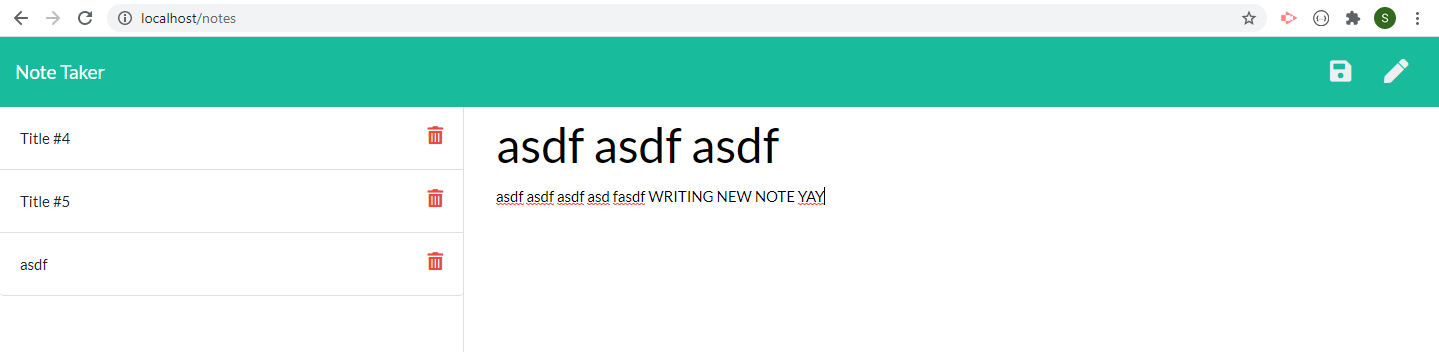 localhost/notes
S
Note Taker
Title #4
Title #5
asdf
asdf asdf asdf
asdf asdf asdf asd fasdf WRITING NEW NOTE YAY